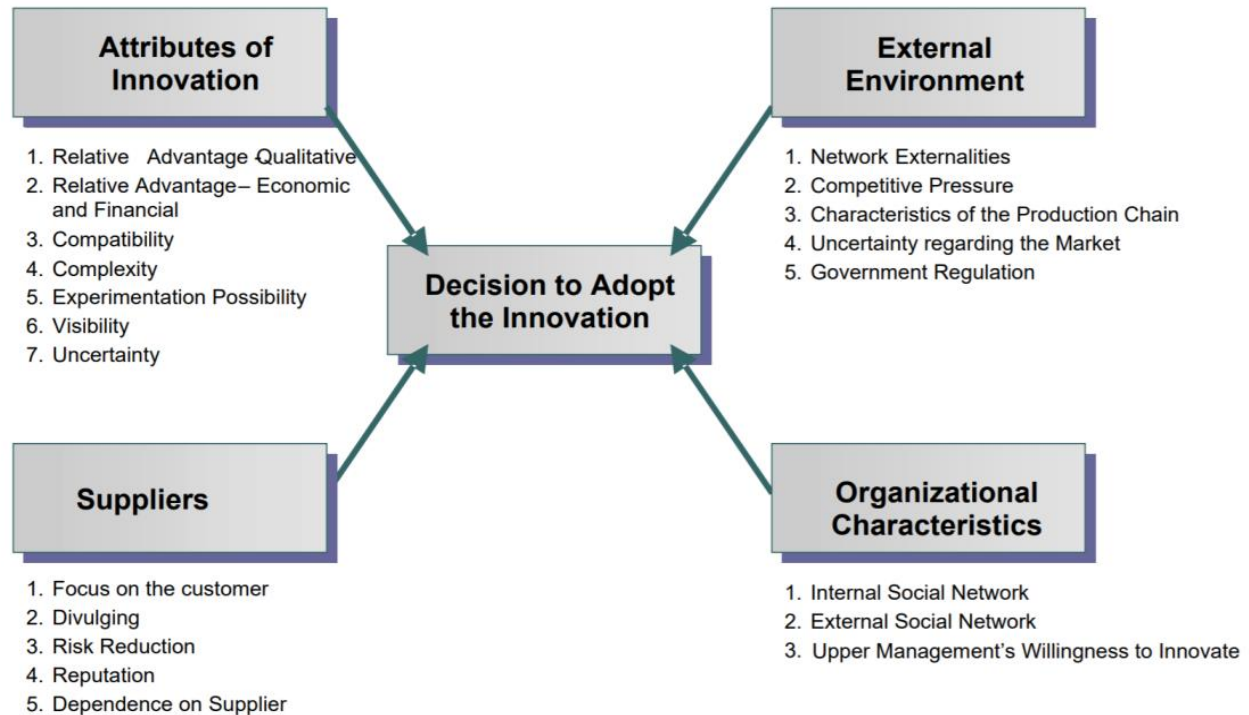 Attributes of
Innovation
1. Relative Advantage -Qualitative
2. Relative Advantage – Economic
and Financial
3. Compatibility
4. Complexity
5. Experimentation Possibility
6. Visibility
7. Uncertainty
External
Environment
1. Network Externalities
2. Competitive Pressure
3. Characteristics of the Production Chain
4. Uncertainty regarding the Market
5. Government Regulation
Decision to Adopt
the Innovation
Suppliers
1. Focus on the customer
2. Divulging
3. Risk Reduction
4. Reputation
5. Dependence on Supplier
Organizational
Characteristics
1. Internal Social Network
2. External Social Network
3. Upper Management's Willingness to Innovate